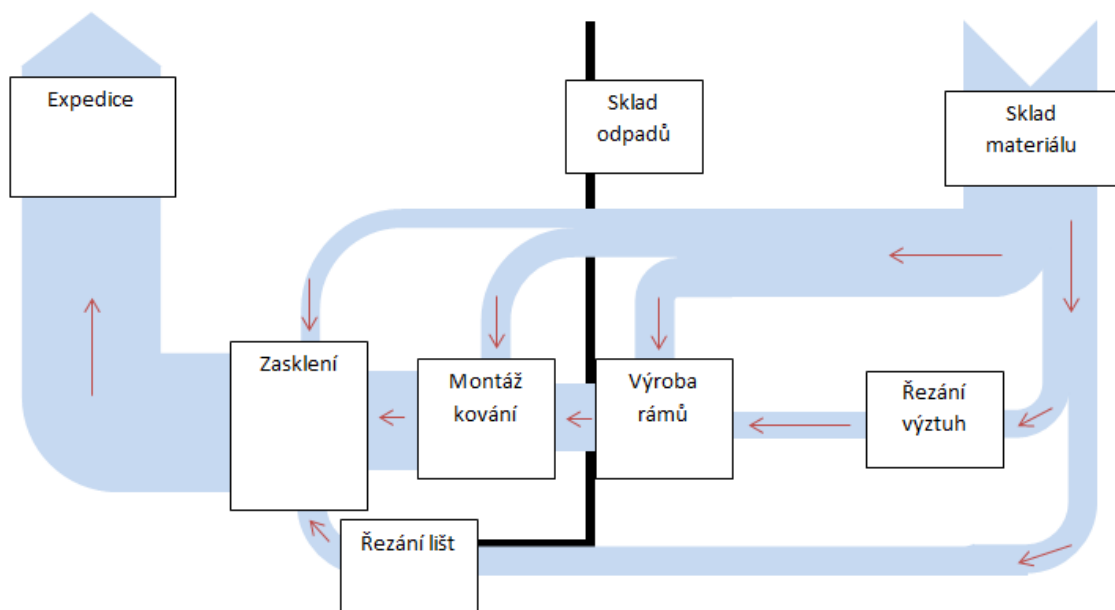 Expedice
Sklad
odpadů
Sklad
materiálu
Zasklení
Montáž
kování
Výroba
rámů
Řezání
výztuh
Řezání lišt